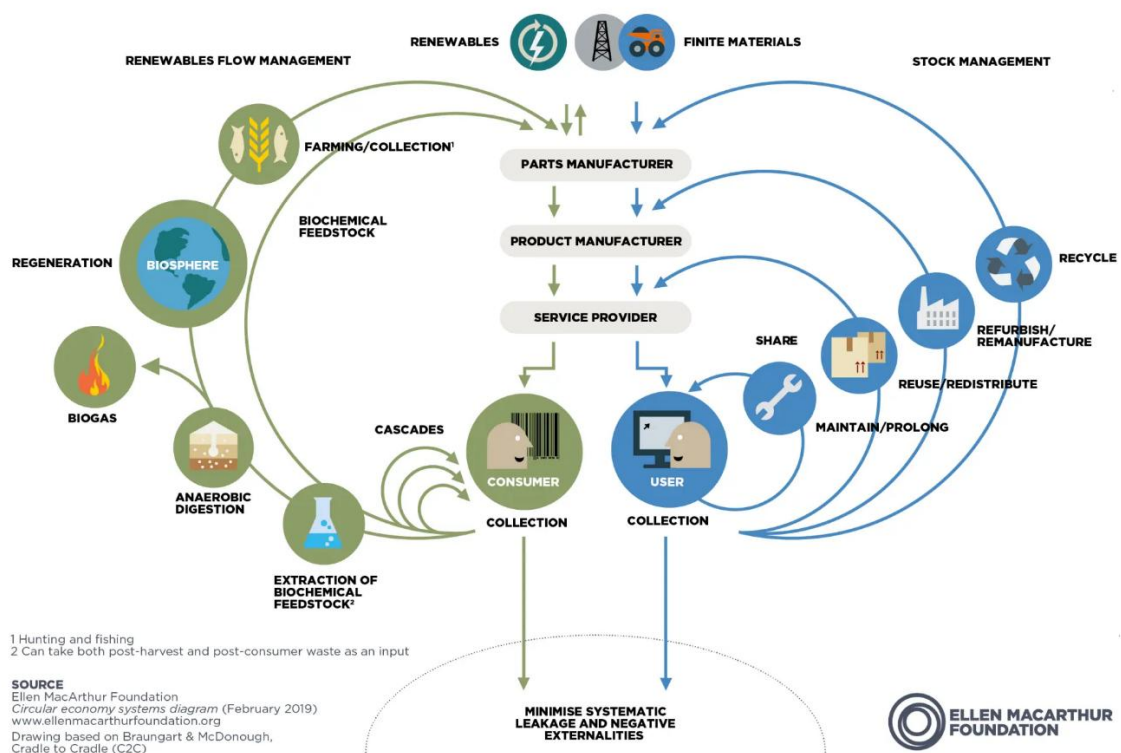 RENEWABLES
FINITE MATERIALS
RENEWABLES FLOW MANAGEMENT
STOCK MANAGEMENT
FARMING/COLLECTION¹
PARTS MANUFACTURER
BIOCHEMICAL
FEEDSTOCK
PRODUCT MANUFACTURER
REGENERATION
BIOSPHERE
RECYCLE
SERVICE PROVIDER
SHARE
REFURBISH/
REMANUFACTURE
REUSE/REDISTRIBUTE
BIOGAS
CASCADES
MAINTAIN/PROLONG
CONSUMER
USER
ANAEROBIC
DIGESTION
COLLECTION
COLLECTION
EXTRACTION OF
BIOCHEMICAL
FEEDSTOCK²
1 Hunting and fishing
2 Can take both post-harvest and post-consumer waste as an input
SOURCE
Ellen MacArthur Foundation
Circular economy systems diagram (February 2019)
www.ellenmacarthurfoundation.org
Drawing based on Braungart & McDonough,
Cradle to Cradle (C2C)
MINIMISE SYSTEMATIC
LEAKAGE AND NEGATIVE
EXTERNALITIES
ELLEN MACARTHUR
FOUNDATION